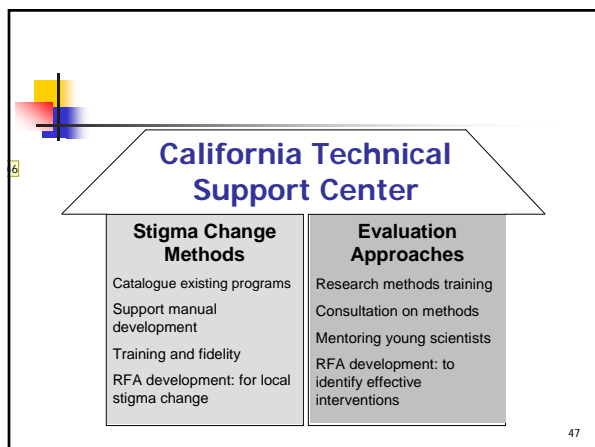 California Technical
Support Center
Stigma Change
Methods
Catalogue existing programs
Support manual
development
Training and fidelity
RFA development: for local
stigma change
Evaluation
Approaches
Research methods training
Consultation on methods
Mentoring young scientists
RFA development: to
identify effective
interventions
47